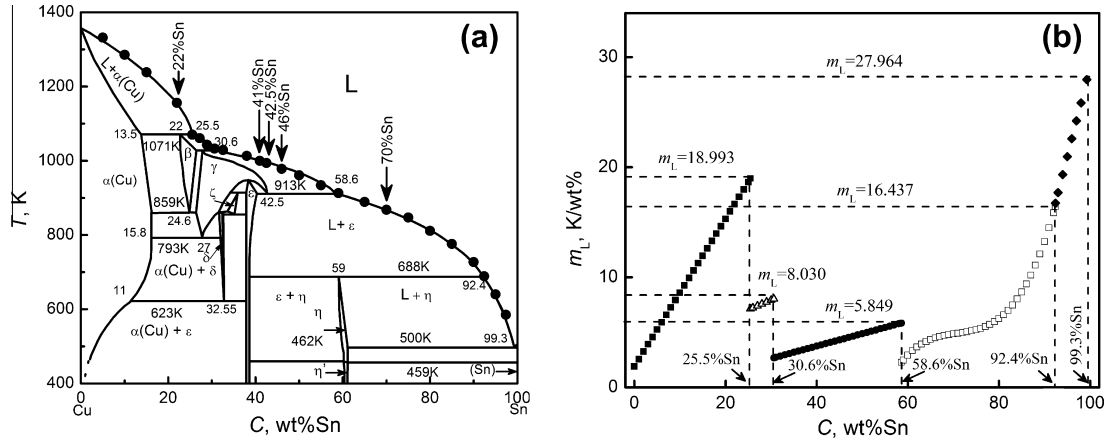 (a)
1400
1200
1000
800
600
400
T, K
0
Cu
20
40
60
80
100
Sn
C, wt%Sn
L
L+α(Cu)
22%Sn
41%Sn
42.5%Sn
46%Sn
70%Sn
13.5
22
25.5
30.6
1071K
β
γ
α(Cu)
859K
24.6
ζ
ε
913K
42.5
58.6
L+ ε
15.8
793K
27
δ
α(Cu) + δ
11
623K
32.55
α(Cu) + ε
59
688K
92.4
ε + η
η
L + η
462K
500K
99.3
η'
459K
(Sn)
(b)
30
20
10
0
mL, K/wt%
0
20
40
60
80
100
C, wt%Sn
mL=27.964
mL=18.993
mL=16.437
mL=8.030
mL=5.849
25.5%Sn
30.6%Sn
58.6%Sn
92.4%Sn
99.3%Sn